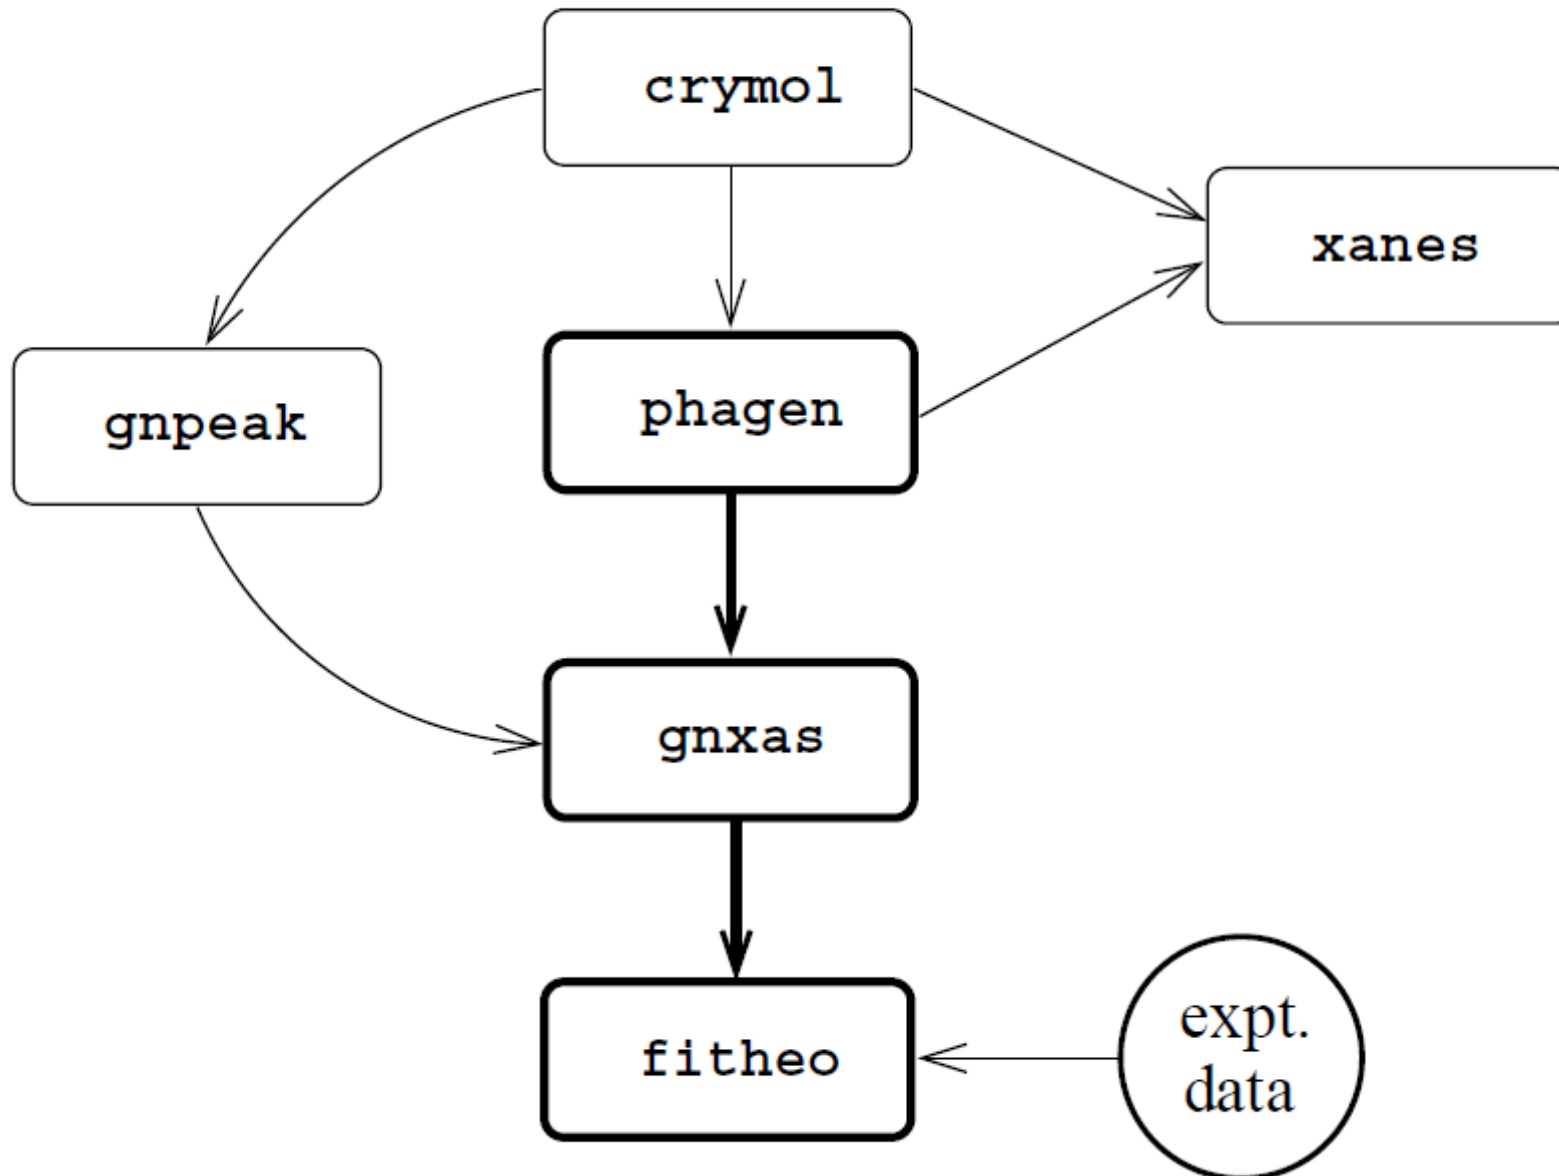 crymol
xanes
phagen
gnpeak
gnxas
fitheo
expt.
data